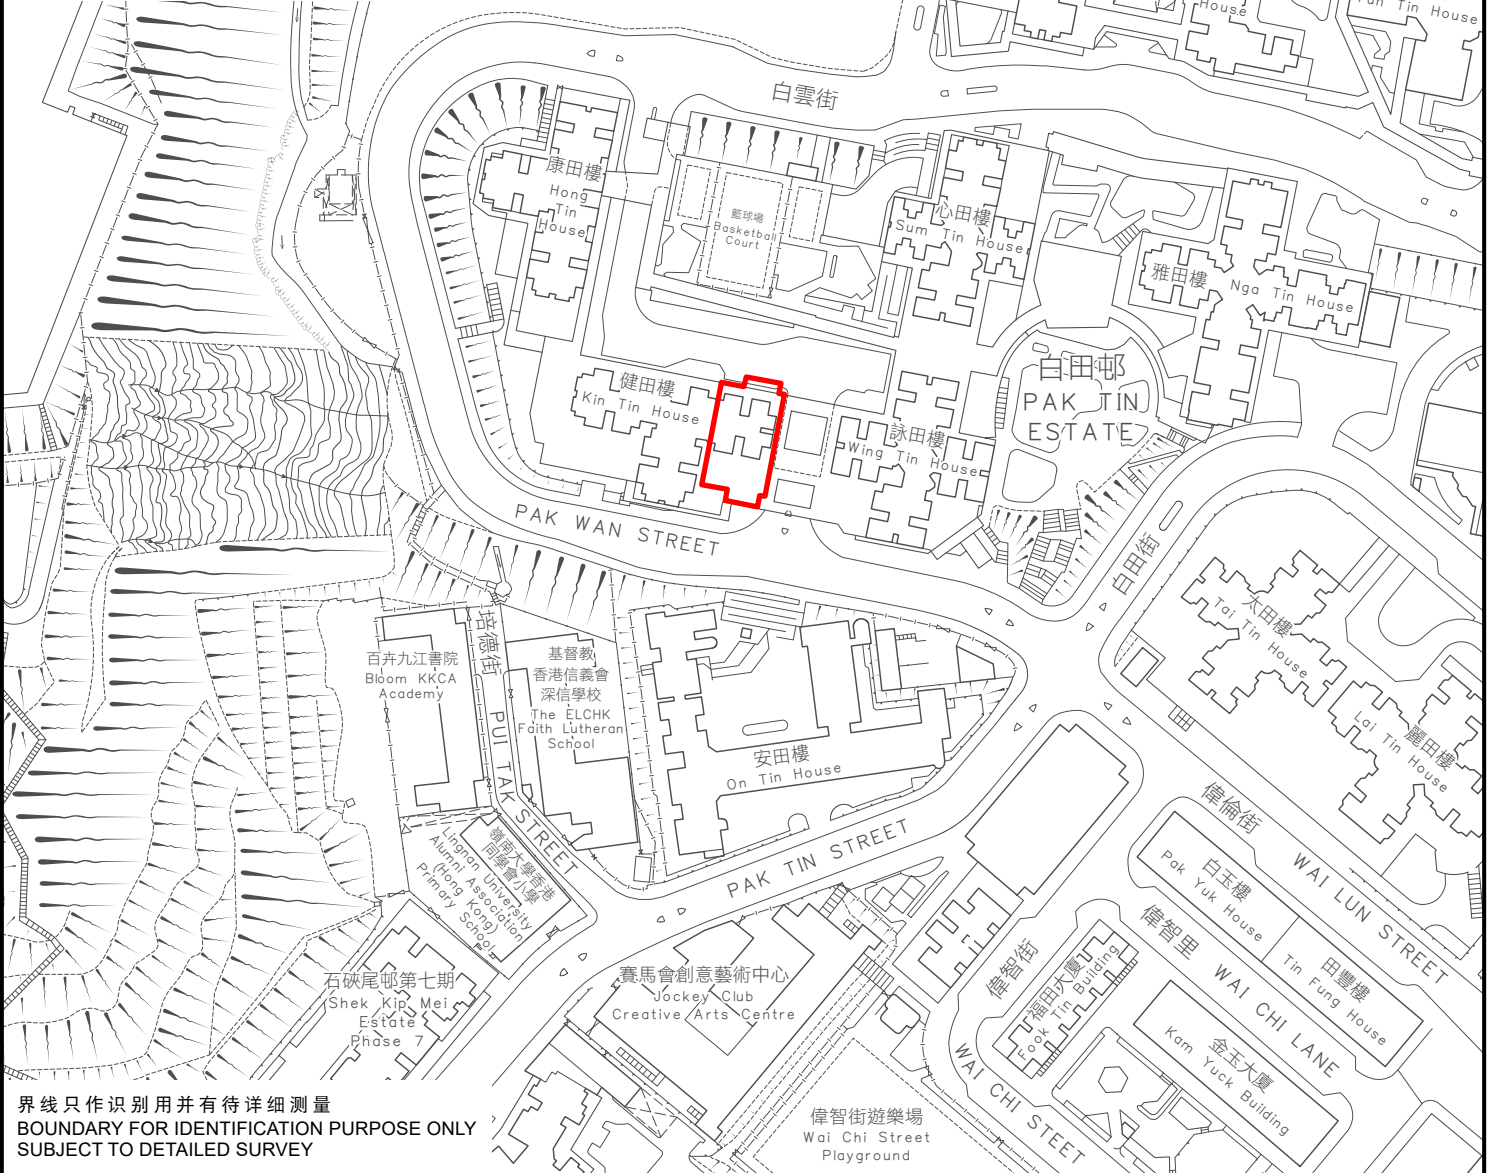 House
Fun Tin House
白雲街
康田樓
Hong
Tin
House
籃球場
Basketball
Court
心田樓
Sum Tin House
雅田樓
Nga Tin House
健田樓
Kin Tin House
白田邨
PAK TIN
ESTATE
詠田樓
Wing Tin House
PAK WAN STREET
白田街
太田樓
Tai Tin House
培德街
PUI TAK STREET
百卉九江書院
Bloom KKCA
Academy
基督教
香港信義會
深信學校
The ELCHK
Faith Lutheran
School
安田樓
On Tin House
麗田樓
Lai Tin House
偉倫街
WAI LUN STREET
PAK TIN STREET
嶺南大學香港
同學會小學
Lingnan University
Alumni Association
(Hong Kong)
Primary School
白玉樓
Pak Yuk House
偉智里
WAI CHI LANE
田豐樓
Tin Fung House
偉智街
福田大廈
Fook Tin Building
石硤尾邨第七期
Shek Kip Mei
Estate
Phase 7
賽馬會創意藝術中心
Jockey Club
Creative Arts Centre
金玉大廈
Kam Yuck Building
WAI CHI STEET
偉智街遊樂場
Wai Chi Street
Playground
界线只作识别用并有待详细测量
BOUNDARY FOR IDENTIFICATION PURPOSE ONLY
SUBJECT TO DETAILED SURVEY